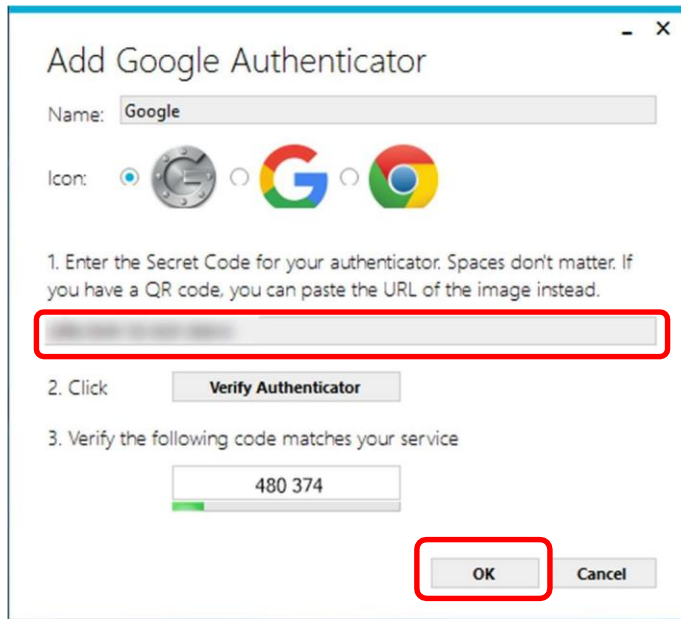 Add Google Authenticator
Name: Google
Icon:
1. Enter the Secret Code for your authenticator. Spaces don't matter. If
you have a QR code, you can paste the URL of the image instead.
2. Click Verify Authenticator
3. Verify the following code matches your service
480 374
OK Cancel